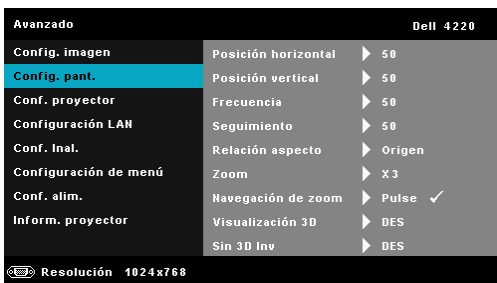 Avanzado Dell 4220
Config. imagen
Config. pant.
Conf. proyector
Configuración LAN
Conf. Inal.
Configuración de menú
Conf. alim.
Inform. proyector
Posición horizontal 50
Posición vertical 50
Frecuencia 50
Seguimiento 50
Relación aspecto Origen
Zoom X3
Navegación de zoom Pulse ✓
Visualización 3D DES
Sin 3D Inv DES
Resolución 1024x768